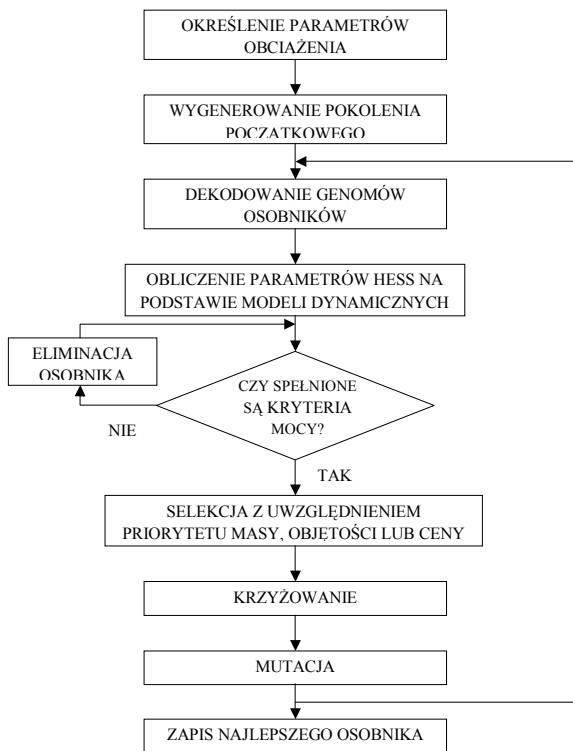 OKREŚLENIE PARAMETRÓW
OBCIAŻENIA
WYGENEROWANIE POKOLENIA
POCZĄTKOWEGO
DEKODOWANIE GENOMÓW
OSOBNIKÓW
OBLICZENIE PARAMETRÓW HESS NA
PODSTAWIE MODELI DYNAMICZNYCH
ELIMINACJA
OSOBNIKA
CZY SPEŁNIONE
SĄ KRYTERIA
MOCY?
NIE
TAK
SELEKCJA Z UWZGLĘDNIENIEM
PRIORYTETU MASY, OBJĘTOŚCI LUB CENY
KRZYŻOWANIE
MUTACJA
ZAPIS NAJLEPSZEGO OSOBNIKA